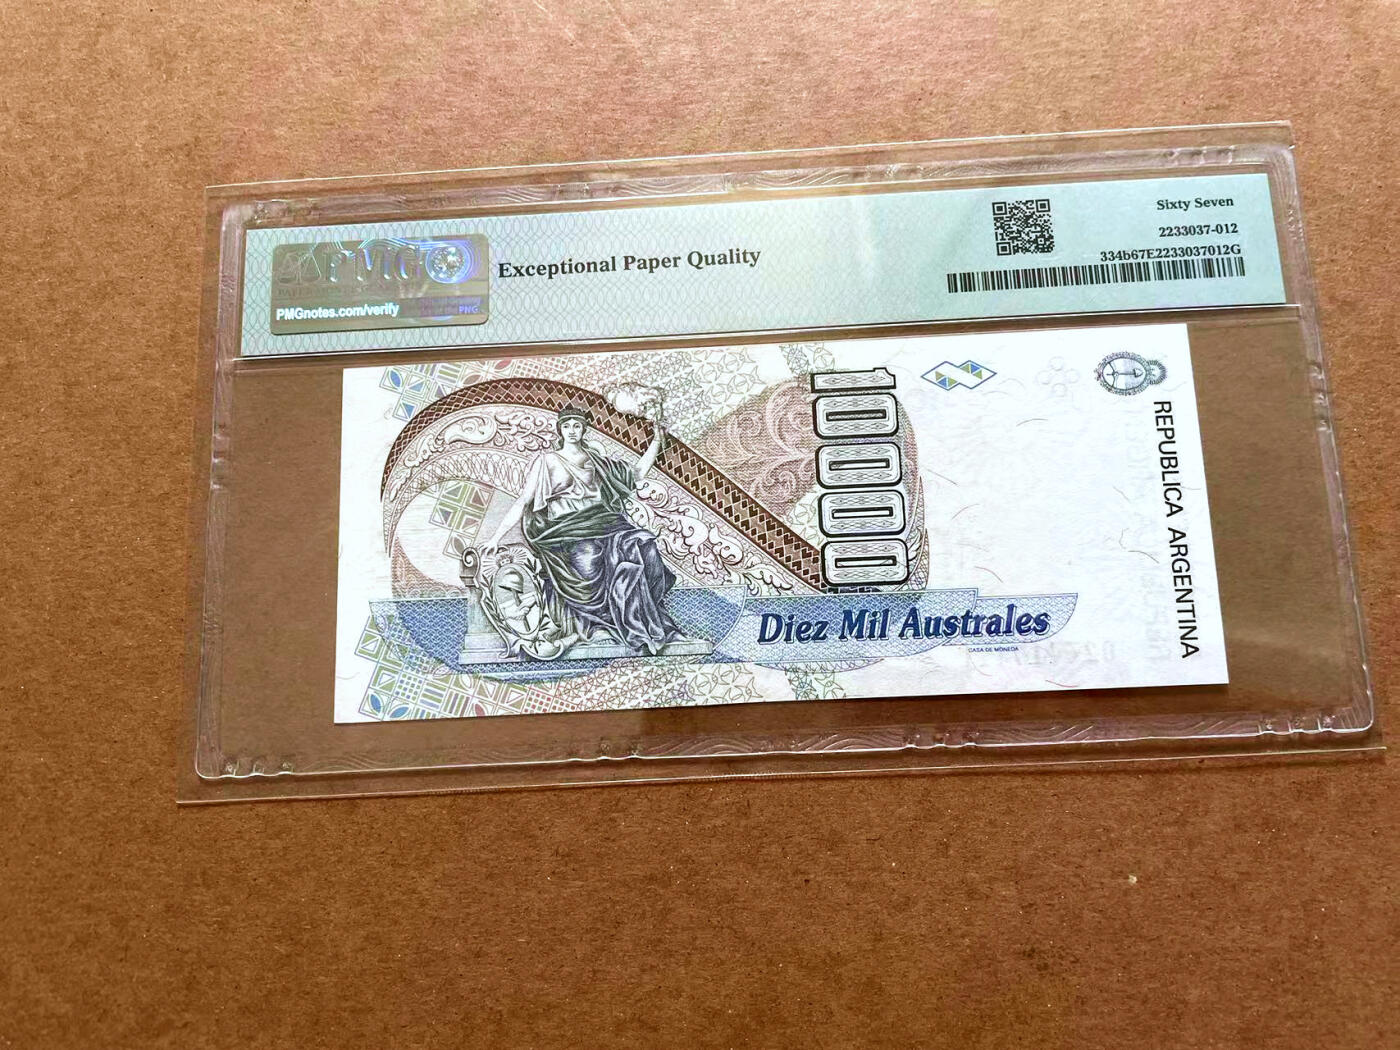 PMG
PMGnotes.com/verify
Exceptional Paper Quality
Sixty Seven
2233037-012
334b67E2233037012G
10000
REPUBLICA ARGENTINA
Diez Mil Australes
CASA DE MONEDA